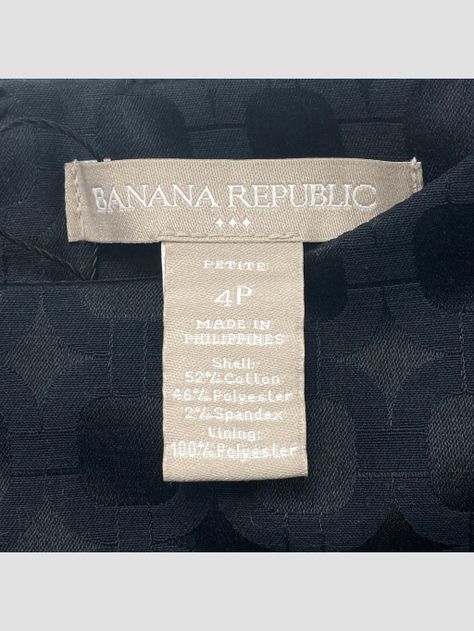 BANANA REPUBLIC
PETITE
4P
MADE IN
PHILIPPINES
Shell:
52% Cotton
46% Polyester
2% Spandex
Lining:
100% Polyester